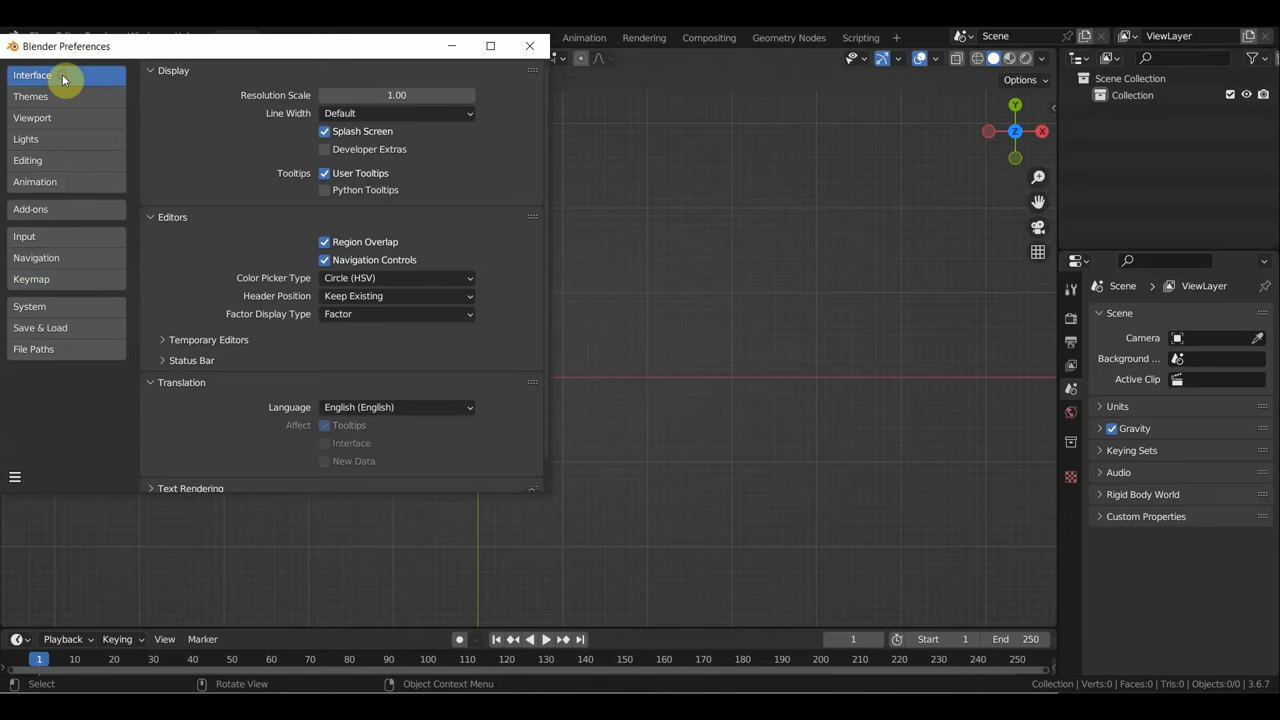 Blender Preferences
Interface
Themes
Viewport
Lights
Editing
Animation
Add-ons
Input
Navigation
Keymap
System
Save & Load
File Paths
Display
Resolution Scale 1.00
Line Width Default
Splash Screen
Developer Extras
Tooltips User Tooltips
Python Tooltips
Editors
Region Overlap
Navigation Controls
Color Picker Type Circle (HSV)
Header Position Keep Existing
Factor Display Type Factor
Temporary Editors
Status Bar
Translation
Language English (English)
Affect Tooltips
Interface
New Data
Text Rendering
Animation Rendering Compositing Geometry Nodes Scripting +
Scene ViewLayer
Options
Y
Z
X
Scene Collection
Collection
Scene ViewLayer
Scene
Camera
Background ...
Active Clip
Units
Gravity
Keying Sets
Audio
Rigid Body World
Custom Properties
Playback Keying View Marker
1 Start 1 End 250
1 10 20 30 40 50 60 70 80 90 100 110 120 130 140 150 160 170 180 190 200 210 220 230 240 250
Select Rotate View Object Context Menu
Collection | Verts:0 | Faces:0 | Tris:0 | Objects:0/0 | 3.6.7